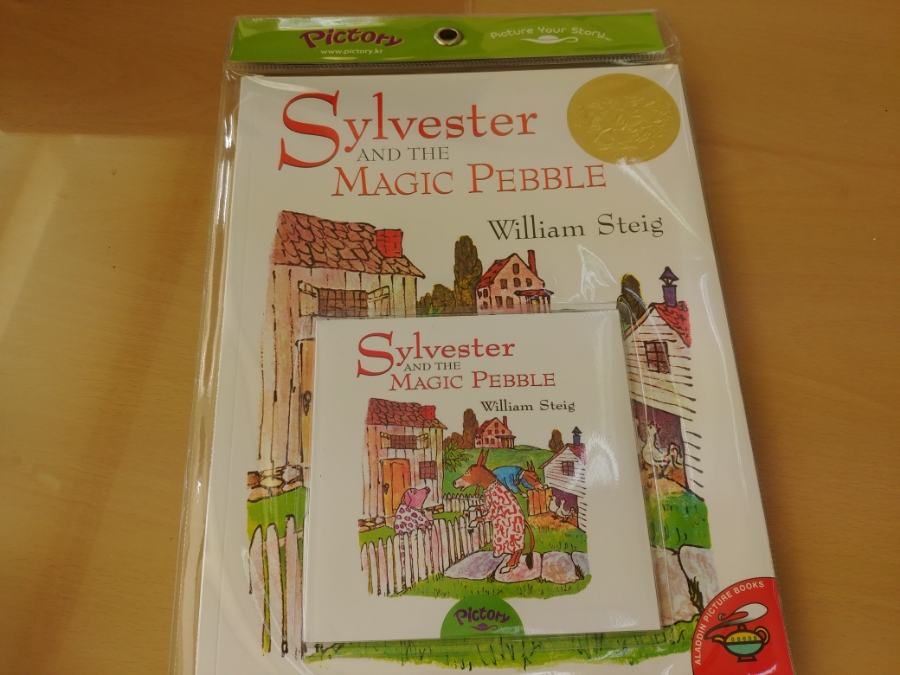 Pictory
www.pictory.kr
Picture Your Story
Sylvester
AND THE
MAGIC PEBBLE
William Steig
Sylvester
AND THE
MAGIC PEBBLE
William Steig
Pictory
ALADDIN PICTURE BOOKS